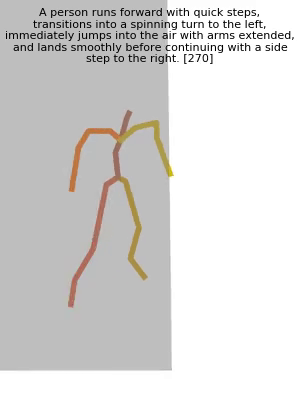 A person runs forward with quick steps,
transitions into a spinning turn to the left,
immediately jumps into the air with arms extended,
and lands smoothly before continuing with a side
step to the right. [270]